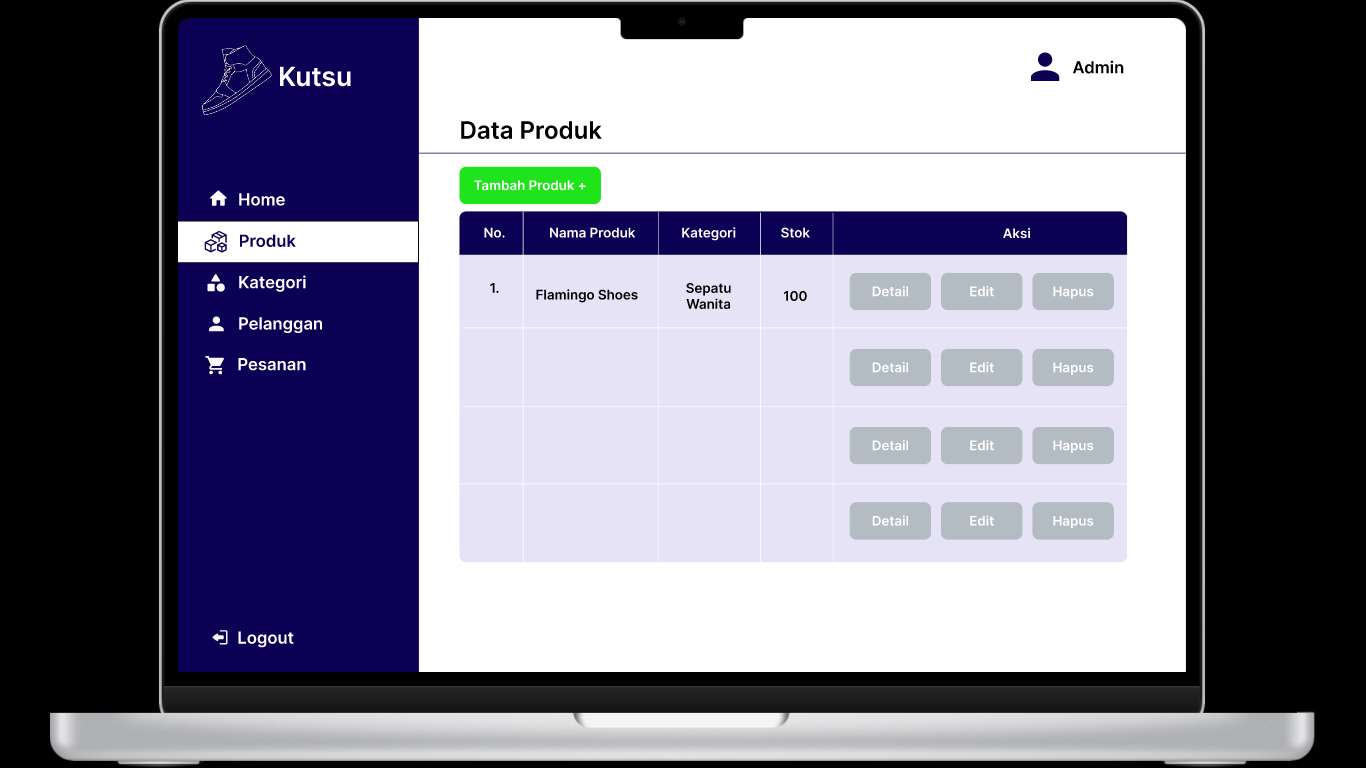 Kutsu
Admin
Data Produk
Home
Produk
Kategori
Pelanggan
Pesanan
Logout
Tambah Produk +
No. Nama Produk Kategori Stok Aksi
1. Flamingo Shoes Sepatu Wanita 100 Detail Edit Hapus
Detail Edit Hapus
Detail Edit Hapus
Detail Edit Hapus